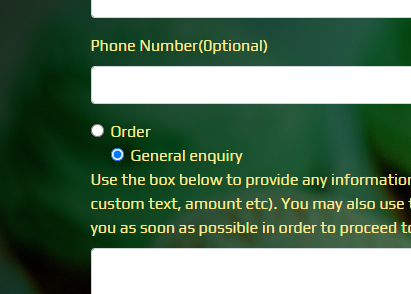 Phone Number(Optional)
Order
General enquiry
Use the box below to provide any information
custom text, amount etc). You may also use
you as soon as possible in order to proceed